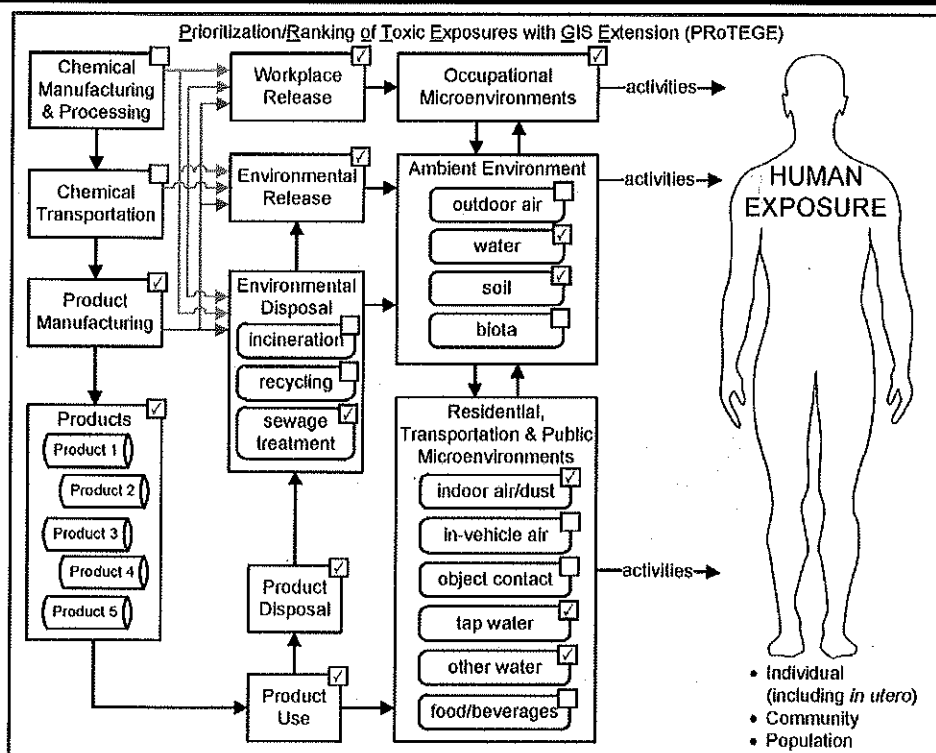 Prioritization/Ranking of Toxic Exposures with GIS Extension (PRoTEGE)
Chemical
Manufacturing
& Processing
Workplace
Release
Occupational
Microenvironments
activities
Chemical
Transportation
Environmental
Release
Ambient Environment
outdoor air
water
soil
biota
activities
HUMAN
EXPOSURE
Product
Manufacturing
Environmental
Disposal
incineration
recycling
sewage
treatment
Products
Product 1
Product 2
Product 3
Product 4
Product 5
Residential,
Transportation & Public
Microenvironments
indoor air/dust
in-vehicle air
object contact
tap water
other water
food/beverages
activities
Product
Disposal
Product
Use
• Individual
(including in utero)
• Community
• Population